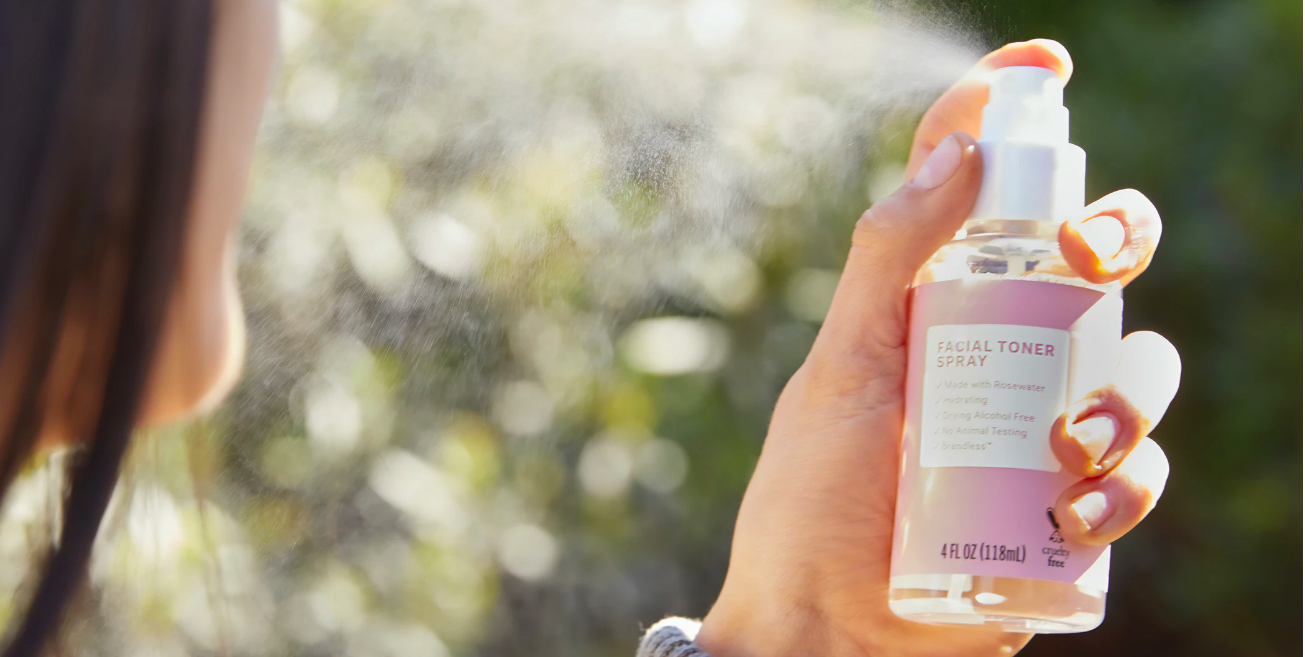 FACIAL TONER
SPRAY
✓ Made with Rosewater
✓ Hydrating
✓ Drying Alcohol Free
✓ No Animal Testing
✓ Brandless™
4 FL OZ (118mL)
cruelty
free